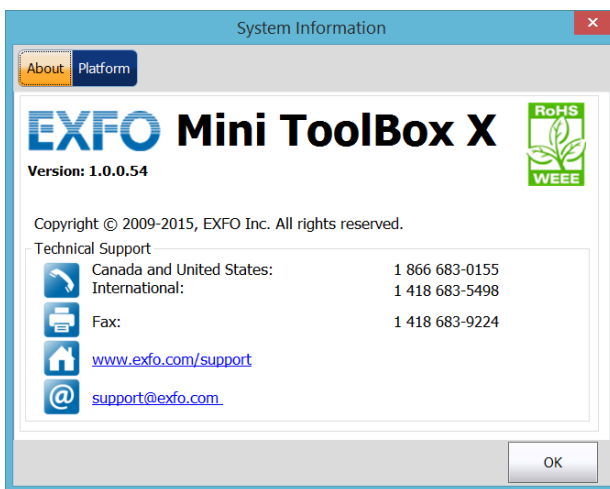 System Information
About Platform
EXFO Mini ToolBox X
RoHS
WEEE
Version: 1.0.0.54
Copyright © 2009-2015, EXFO Inc. All rights reserved.
Technical Support
Canada and United States: 1 866 683-0155
International: 1 418 683-5498
Fax: 1 418 683-9224
www.exfo.com/support
support@exfo.com
OK